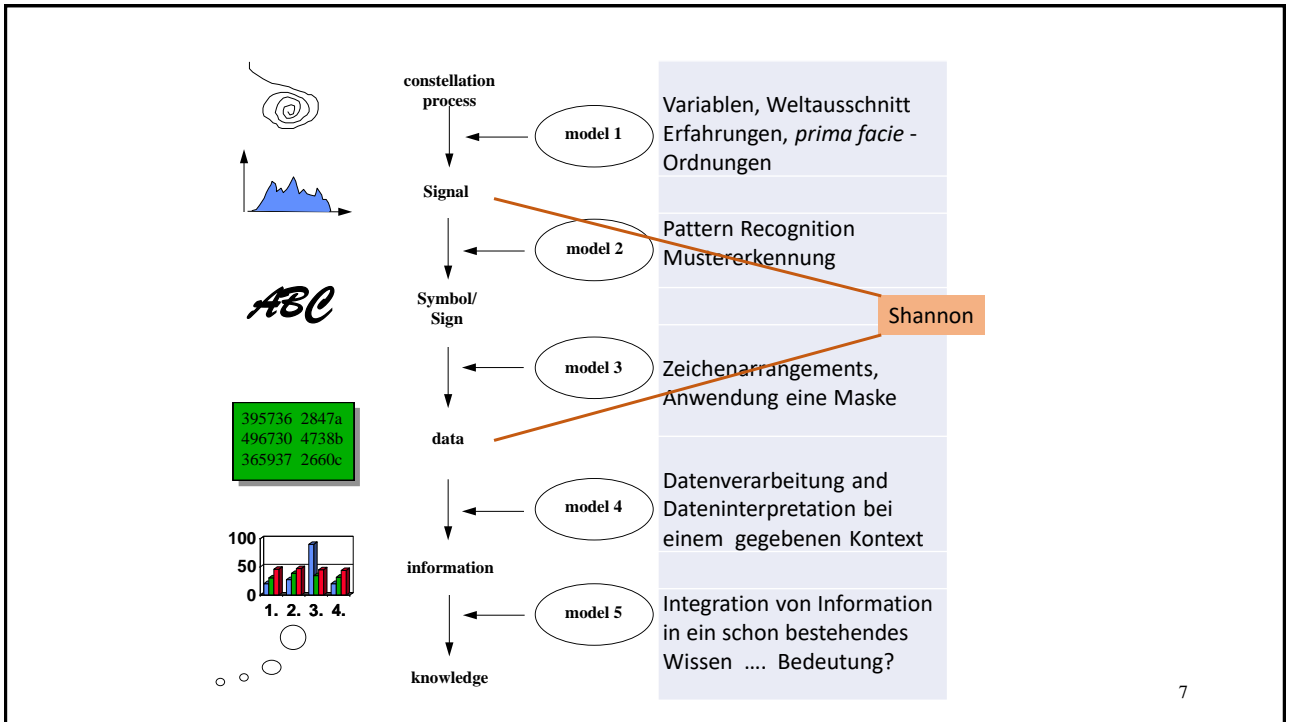 constellation
process
model 1
Variablen, Weltausschnitt
Erfahrungen, prima facie -
Ordnungen
Signal
model 2
Pattern Recognition
Mustererkennung
ABC
Symbol/
Sign
Shannon
model 3
Zeichenarrangements,
Anwendung eine Maske
395736 2847a
496730 4738b
365937 2660c
data
model 4
Datenverarbeitung and
Dateninterpretation bei
einem gegebenen Kontext
100
50
0
1. 2. 3. 4.
information
model 5
Integration von Information
in ein schon bestehendes
Wissen .... Bedeutung?
knowledge
7